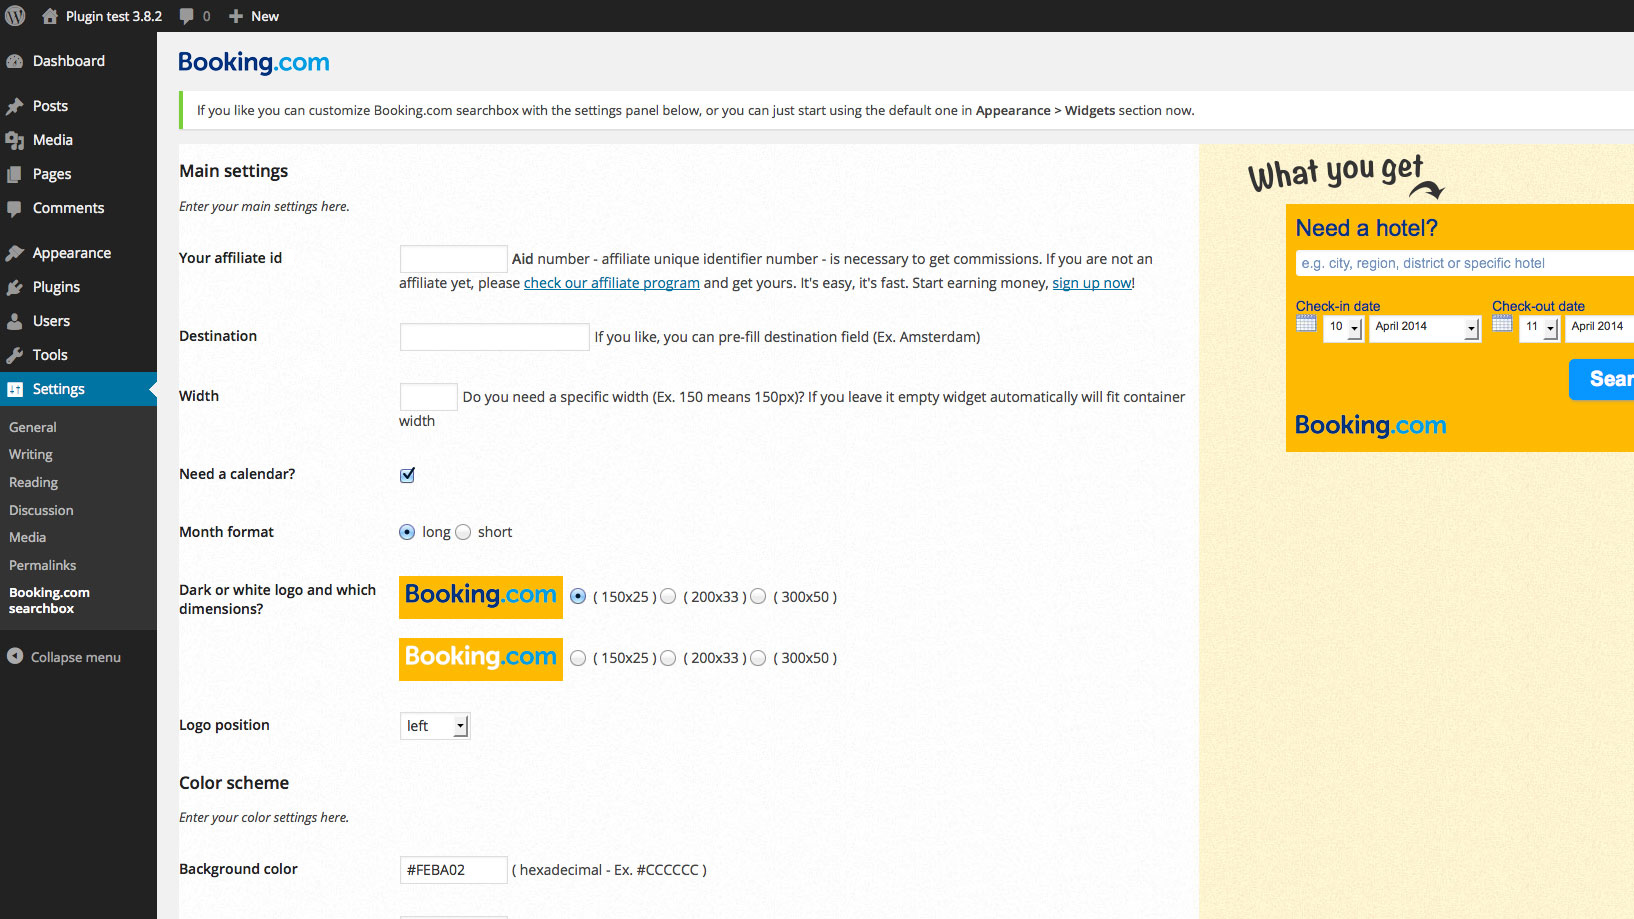 Plugin test 3.8.2
0
New
Dashboard
Posts
Media
Pages
Comments
Appearance
Plugins
Users
Tools
Settings
General
Writing
Reading
Discussion
Media
Permalinks
Booking.com
searchbox
Collapse menu
Booking.com
If you like you can customize Booking.com searchbox with the settings panel below, or you can just start using the default one in Appearance > Widgets section now.
Main settings
Enter your main settings here.
Your affiliate id
Aid number - affiliate unique identifier number - is necessary to get commissions. If you are not an
affiliate yet, please check our affiliate program and get yours. It's easy, it's fast. Start earning money, sign up now!
Destination
If you like, you can pre-fill destination field (Ex. Amsterdam)
Width
Do you need a specific width (Ex. 150 means 150px)? If you leave it empty widget automatically will fit container
width
Need a calendar?
Month format
long short
Dark or white logo and which
dimensions?
Booking.com ( 150x25 ) ( 200x33 ) ( 300x50 )
Booking.com ( 150x25 ) ( 200x33 ) ( 300x50 )
Logo position
left
Color scheme
Enter your color settings here.
Background color
#FEBA02 ( hexadecimal - Ex. #CCCCCC )
What you get
Need a hotel?
e.g. city, region, district or specific hotel
Check-in date Check-out date
10 April 2014 11 April 2014
Sear
Booking.com